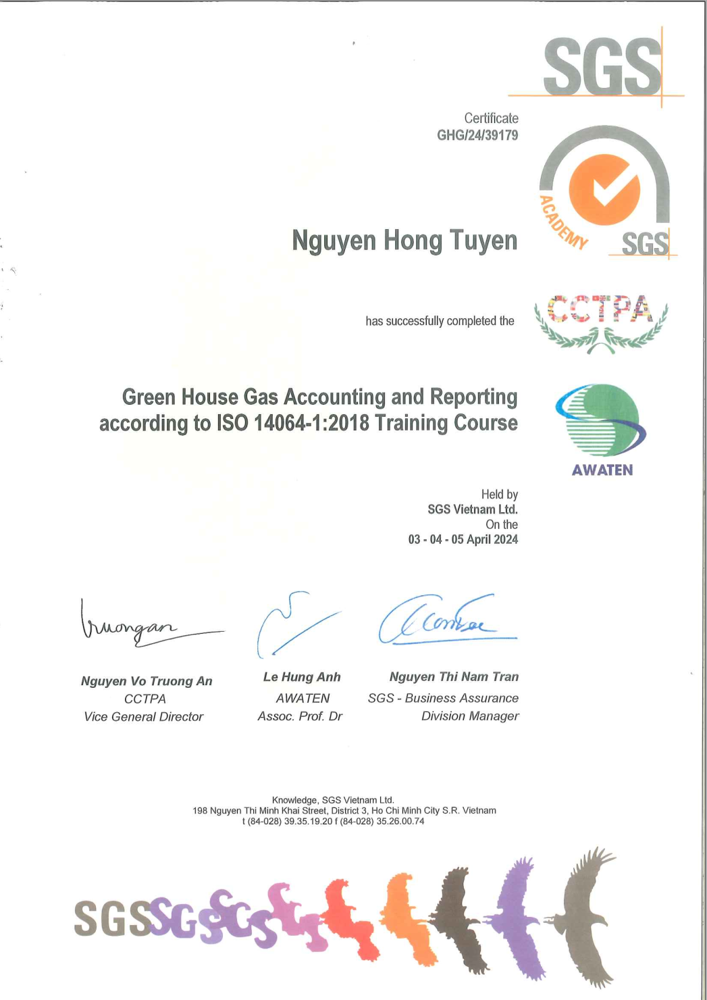 SGS
Certificate
GHG/24/39179
ACADEMY
SGS
Nguyen Hong Tuyen
CCTPA
has successfully completed the
Green House Gas Accounting and Reporting
according to ISO 14064-1:2018 Training Course
AWATEN
Held by
SGS Vietnam Ltd.
On the
03 - 04 - 05 April 2024
truongan
Nguyen Vo Truong An
CCTPA
Vice General Director
Le Hung Anh
AWATEN
Assoc. Prof. Dr
Nguyen Thi Nam Tran
SGS - Business Assurance
Division Manager
Knowledge, SGS Vietnam Ltd.
198 Nguyen Thi Minh Khai Street, District 3, Ho Chi Minh City S.R. Vietnam
t (84-028) 39.35.19.20 f (84-028) 35.26.00.74
SGSSGSSGS